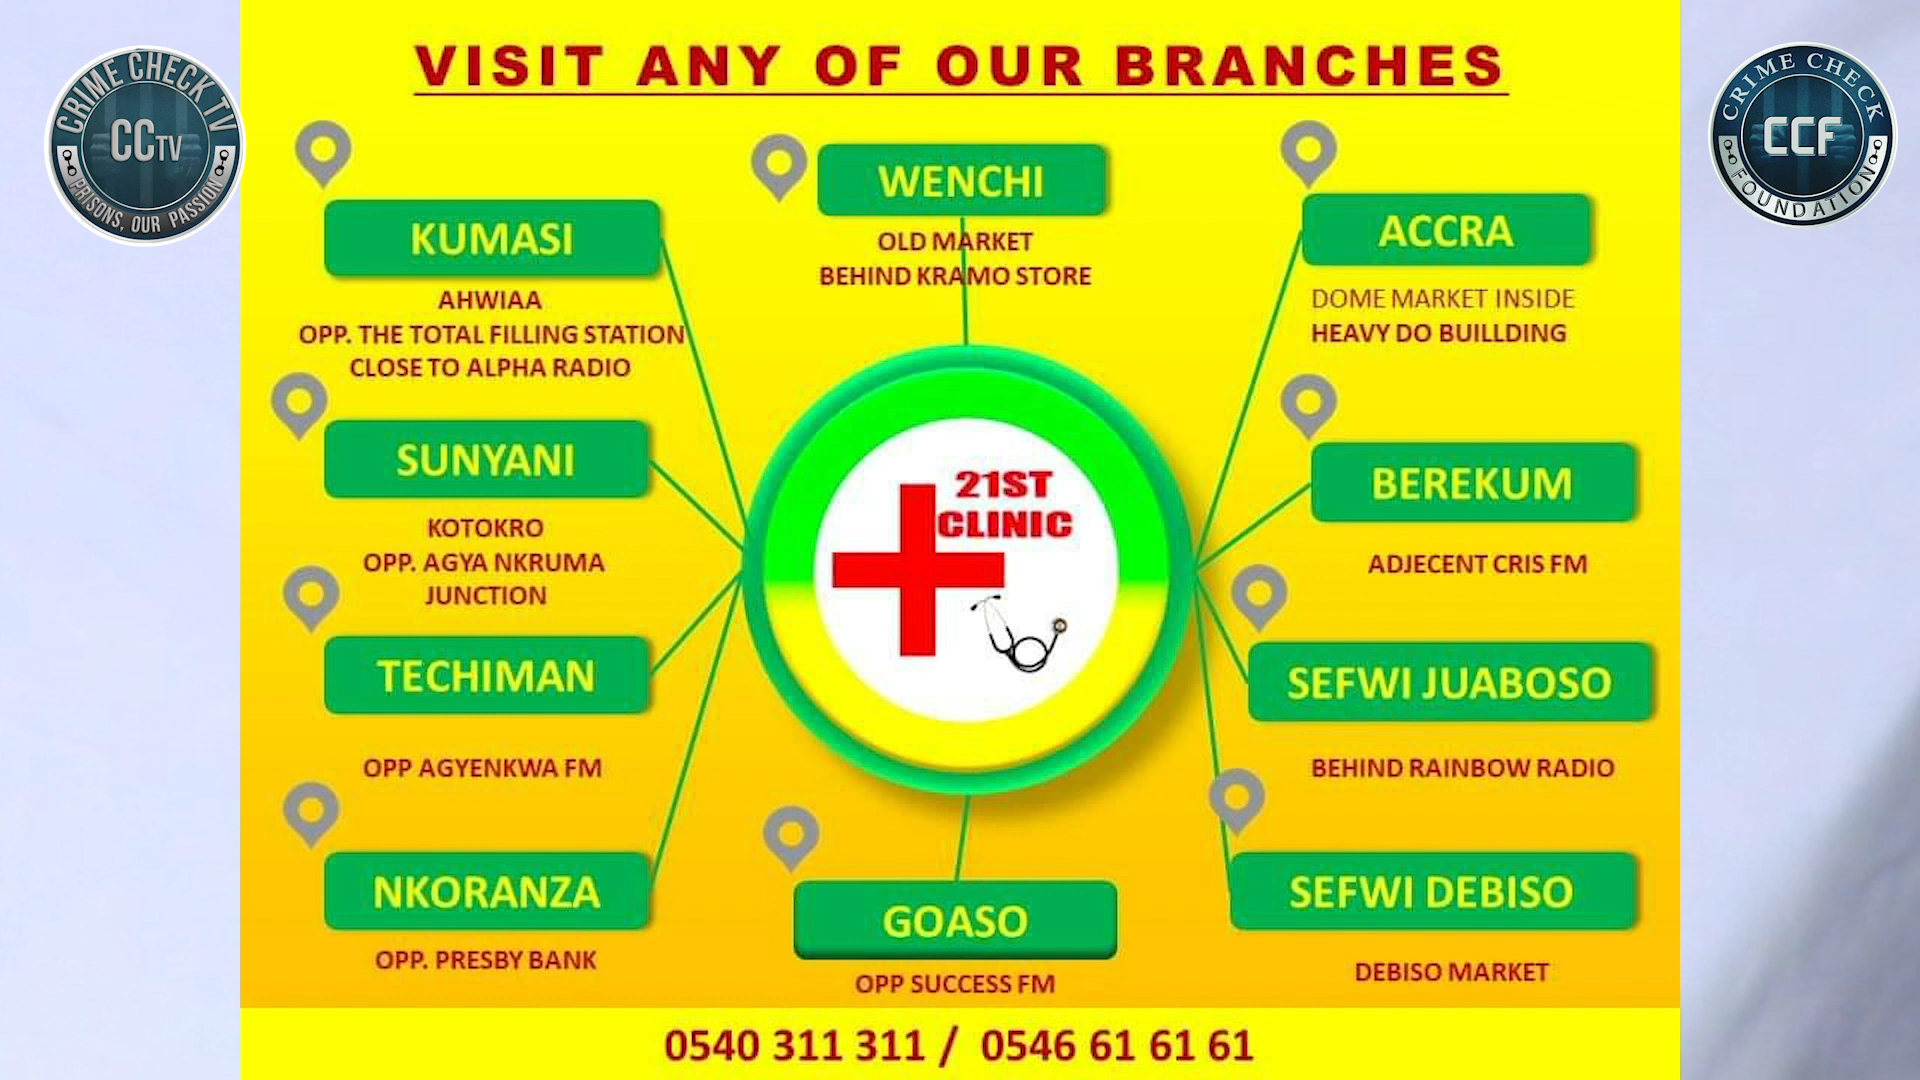 VISIT ANY OF OUR BRANCHES
CRIME CHECK TV
CCTV
PRISONS, OUR PASSION
CRIME CHECK
CCF
FOUNDATION
KUMASI
AHWIAA
OPP. THE TOTAL FILLING STATION
CLOSE TO ALPHA RADIO
WENCHI
OLD MARKET
BEHIND KRAMO STORE
ACCRA
DOME MARKET INSIDE
HEAVY DO BUILLDING
SUNYANI
KOTOKRO
OPP. AGYA NKRUMA
JUNCTION
21ST
CLINIC
BEREKUM
ADJECENT CRIS FM
TECHIMAN
OPP AGYENKWA FM
SEFWI JUABOSO
BEHIND RAINBOW RADIO
NKORANZA
OPP. PRESBY BANK
GOASO
OPP SUCCESS FM
SEFWI DEBISO
DEBISO MARKET
0540 311 311 / 0546 61 61 61